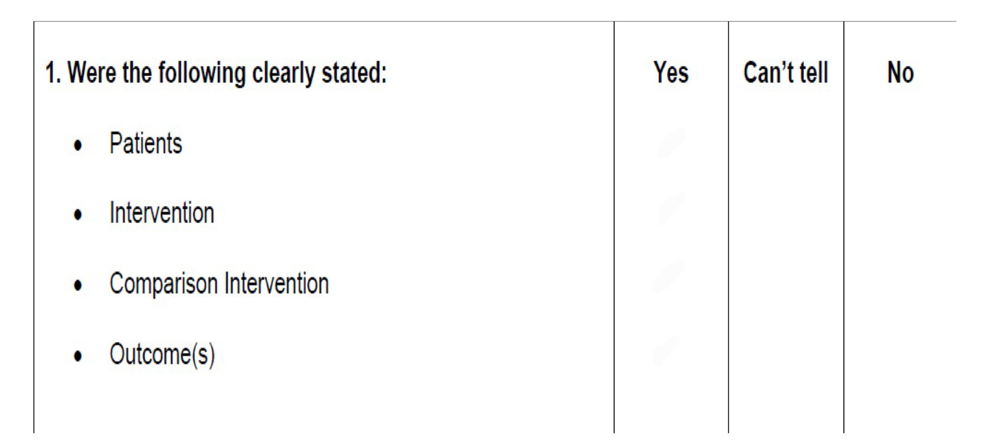 1. Were the following clearly stated: Yes Can’t tell No
• Patients
• Intervention
• Comparison Intervention
• Outcome(s)